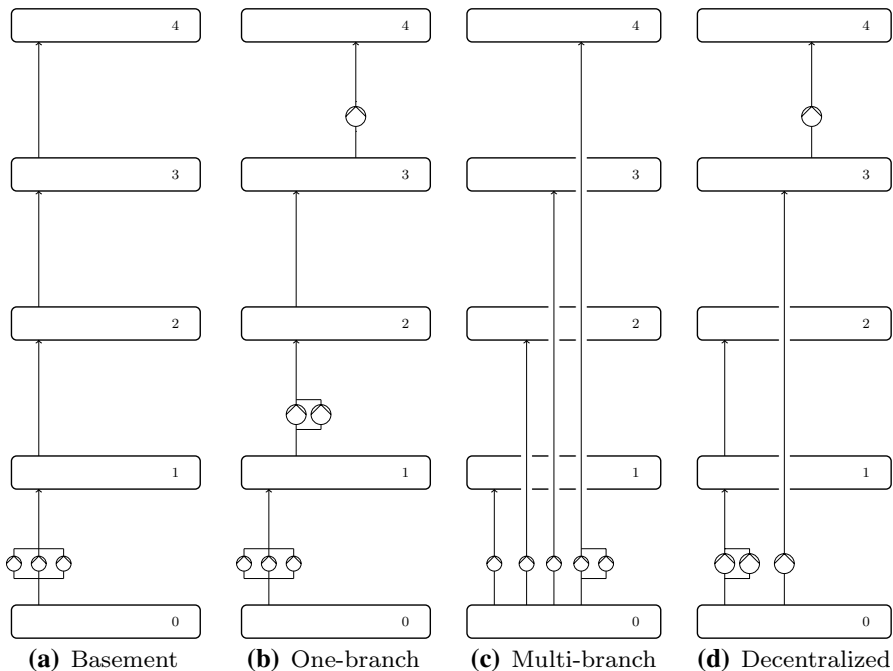 4 4 4 4
3 3 3 3
2 2 2 2
1 1 1 1
0 0 0 0
(a) Basement (b) One-branch (c) Multi-branch (d) Decentralized